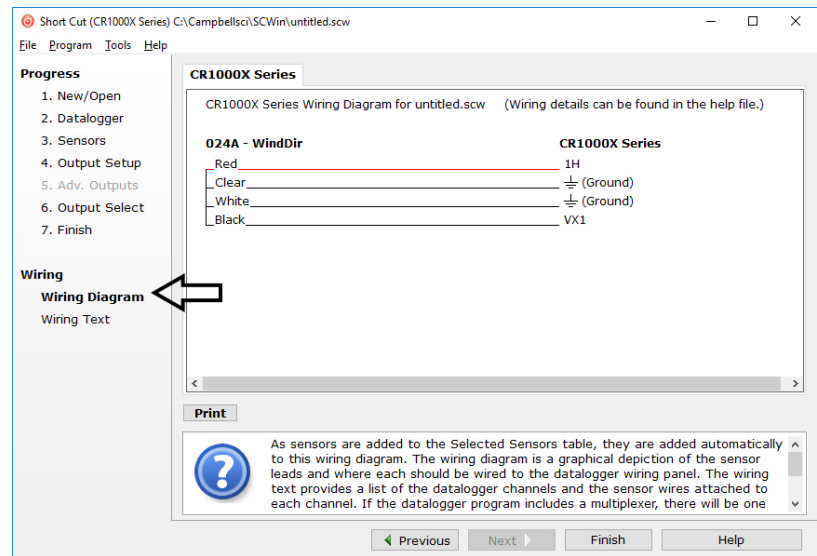 Short Cut (CR1000X Series) C:\Campbellsci\SCWin\untitled.scw
File Program Tools Help
Progress
1. New/Open
2. Datalogger
3. Sensors
4. Output Setup
5. Adv. Outputs
6. Output Select
7. Finish
Wiring
Wiring Diagram
Wiring Text
CR1000X Series
CR1000X Series Wiring Diagram for untitled.scw (Wiring details can be found in the help file.)
024A - WindDir CR1000X Series
Red 1H
Clear (Ground)
White (Ground)
Black VX1
Print
As sensors are added to the Selected Sensors table, they are added automatically
to this wiring diagram. The wiring diagram is a graphical depiction of the sensor
leads and where each should be wired to the datalogger wiring panel. The wiring
text provides a list of the datalogger channels and the sensor wires attached to
each channel. If the datalogger program includes a multiplexer, there will be one
Previous Next Finish Help